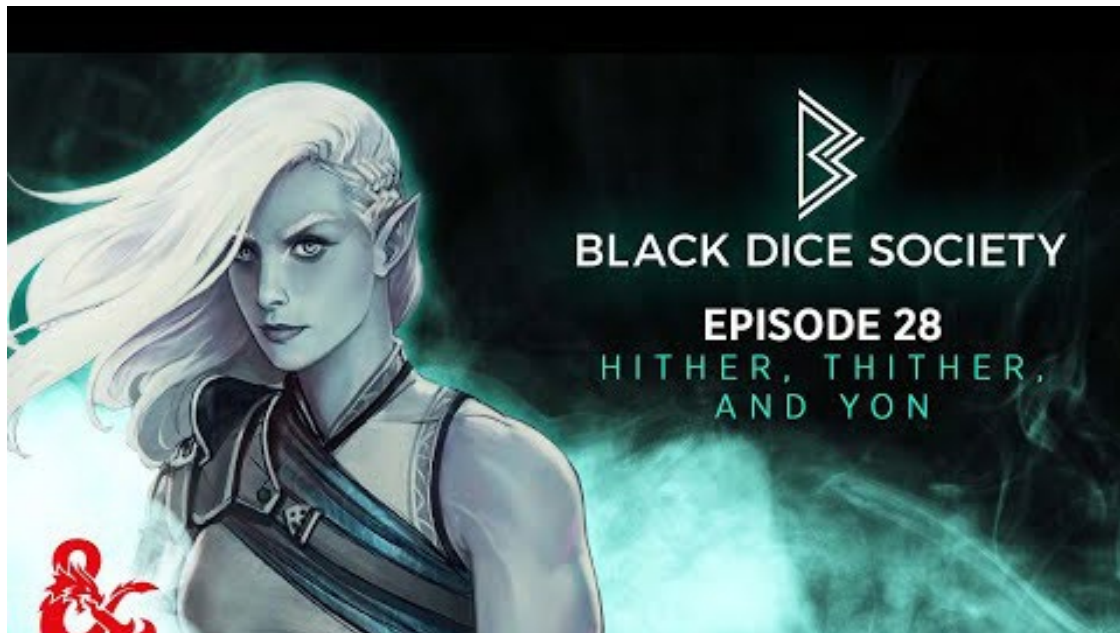 BLACK DICE SOCIETY
EPISODE 28
HITHER, THITHER,
AND YON